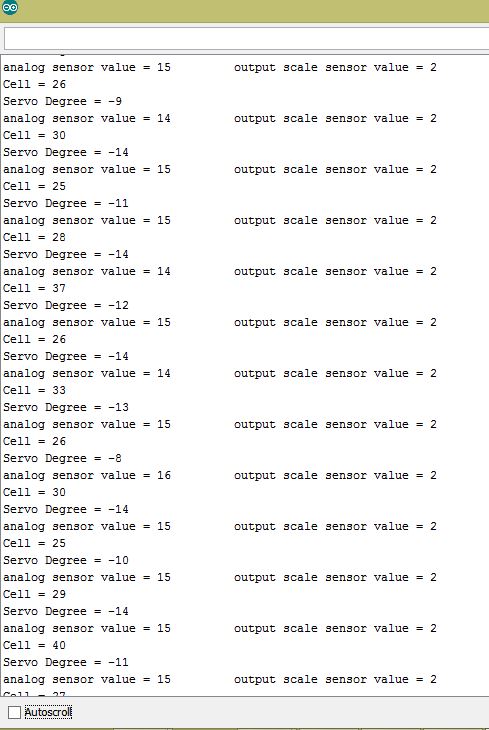 analog sensor value = 15 output scale sensor value = 2
Cell = 26
Servo Degree = -9
analog sensor value = 14 output scale sensor value = 2
Cell = 30
Servo Degree = -14
analog sensor value = 15 output scale sensor value = 2
Cell = 25
Servo Degree = -11
analog sensor value = 15 output scale sensor value = 2
Cell = 28
Servo Degree = -14
analog sensor value = 14 output scale sensor value = 2
Cell = 37
Servo Degree = -12
analog sensor value = 15 output scale sensor value = 2
Cell = 26
Servo Degree = -14
analog sensor value = 14 output scale sensor value = 2
Cell = 33
Servo Degree = -13
analog sensor value = 15 output scale sensor value = 2
Cell = 26
Servo Degree = -8
analog sensor value = 16 output scale sensor value = 2
Cell = 30
Servo Degree = -14
analog sensor value = 15 output scale sensor value = 2
Cell = 25
Servo Degree = -10
analog sensor value = 15 output scale sensor value = 2
Cell = 29
Servo Degree = -14
analog sensor value = 15 output scale sensor value = 2
Cell = 40
Servo Degree = -11
analog sensor value = 15 output scale sensor value = 2
Cell =
Autoscroll